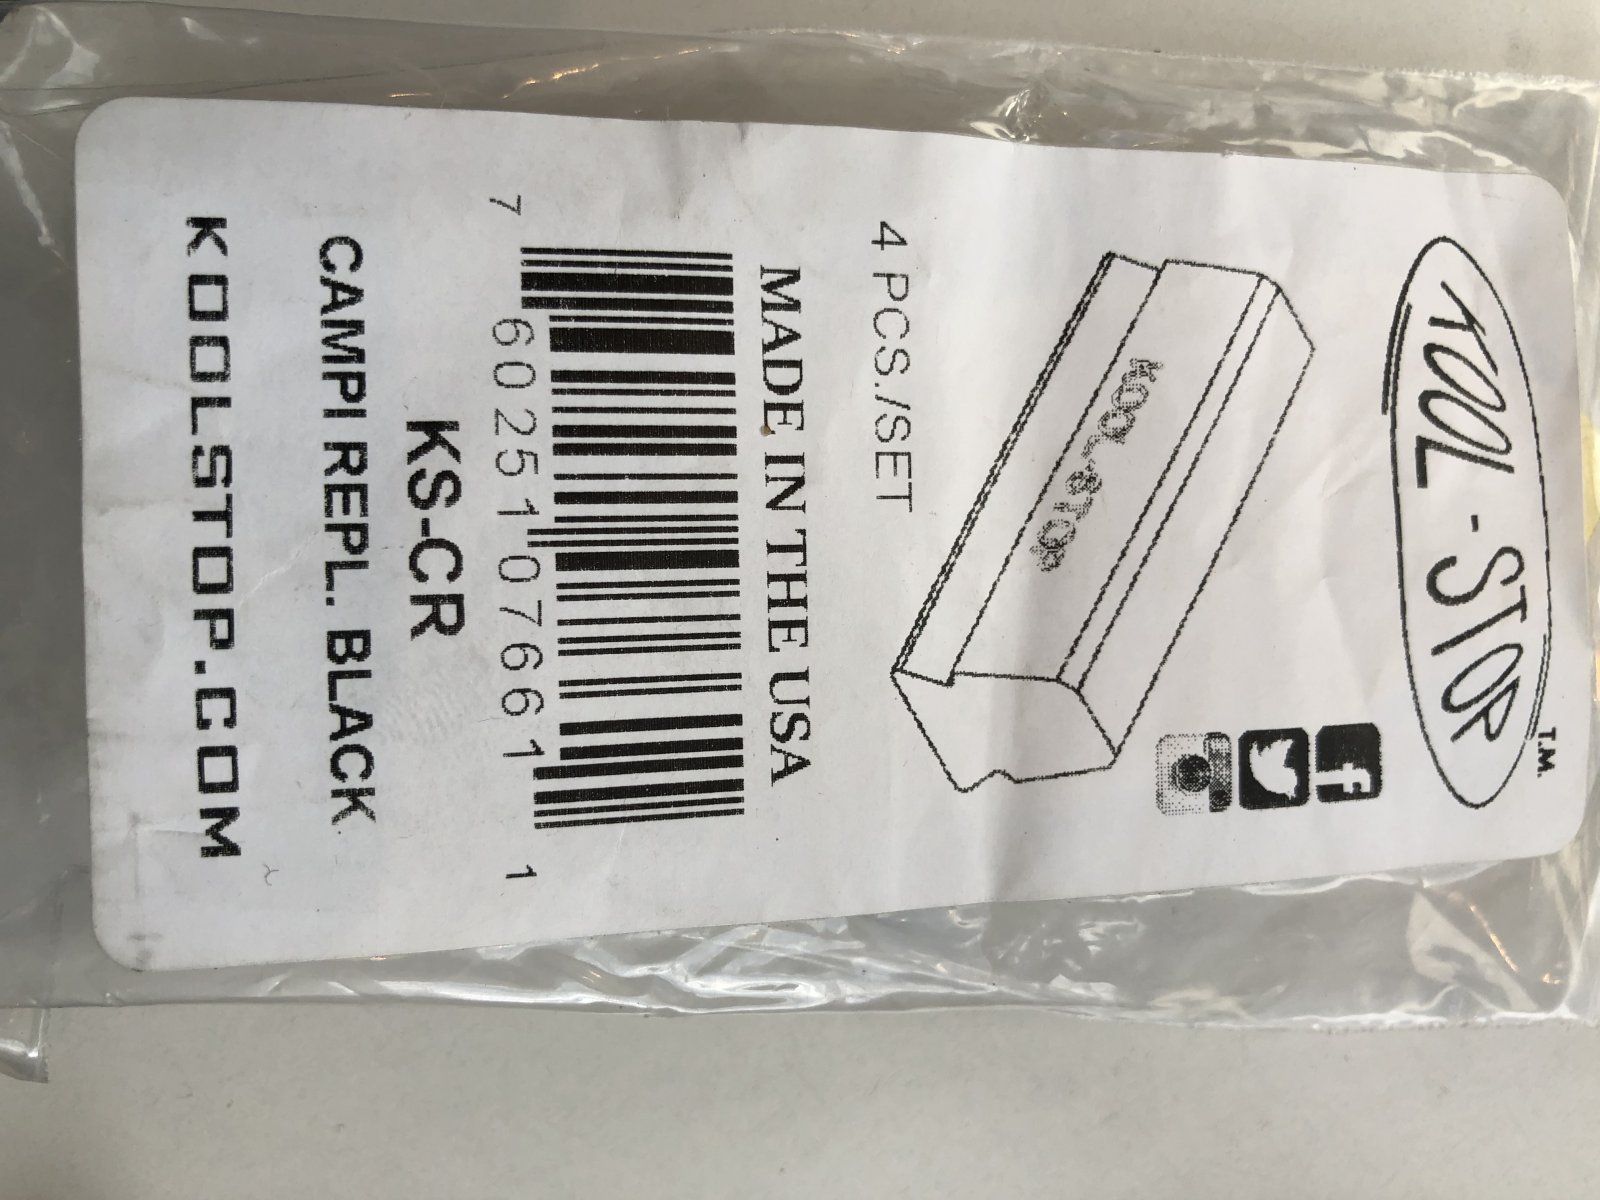 KOOL-STOP
T.M.
f
KOOL-STOP
4 PCS./SET
MADE IN THE USA
7 60251 07661 1
KS-CR
CAMPI REPL. BLACK
KOOLSTOP.COM